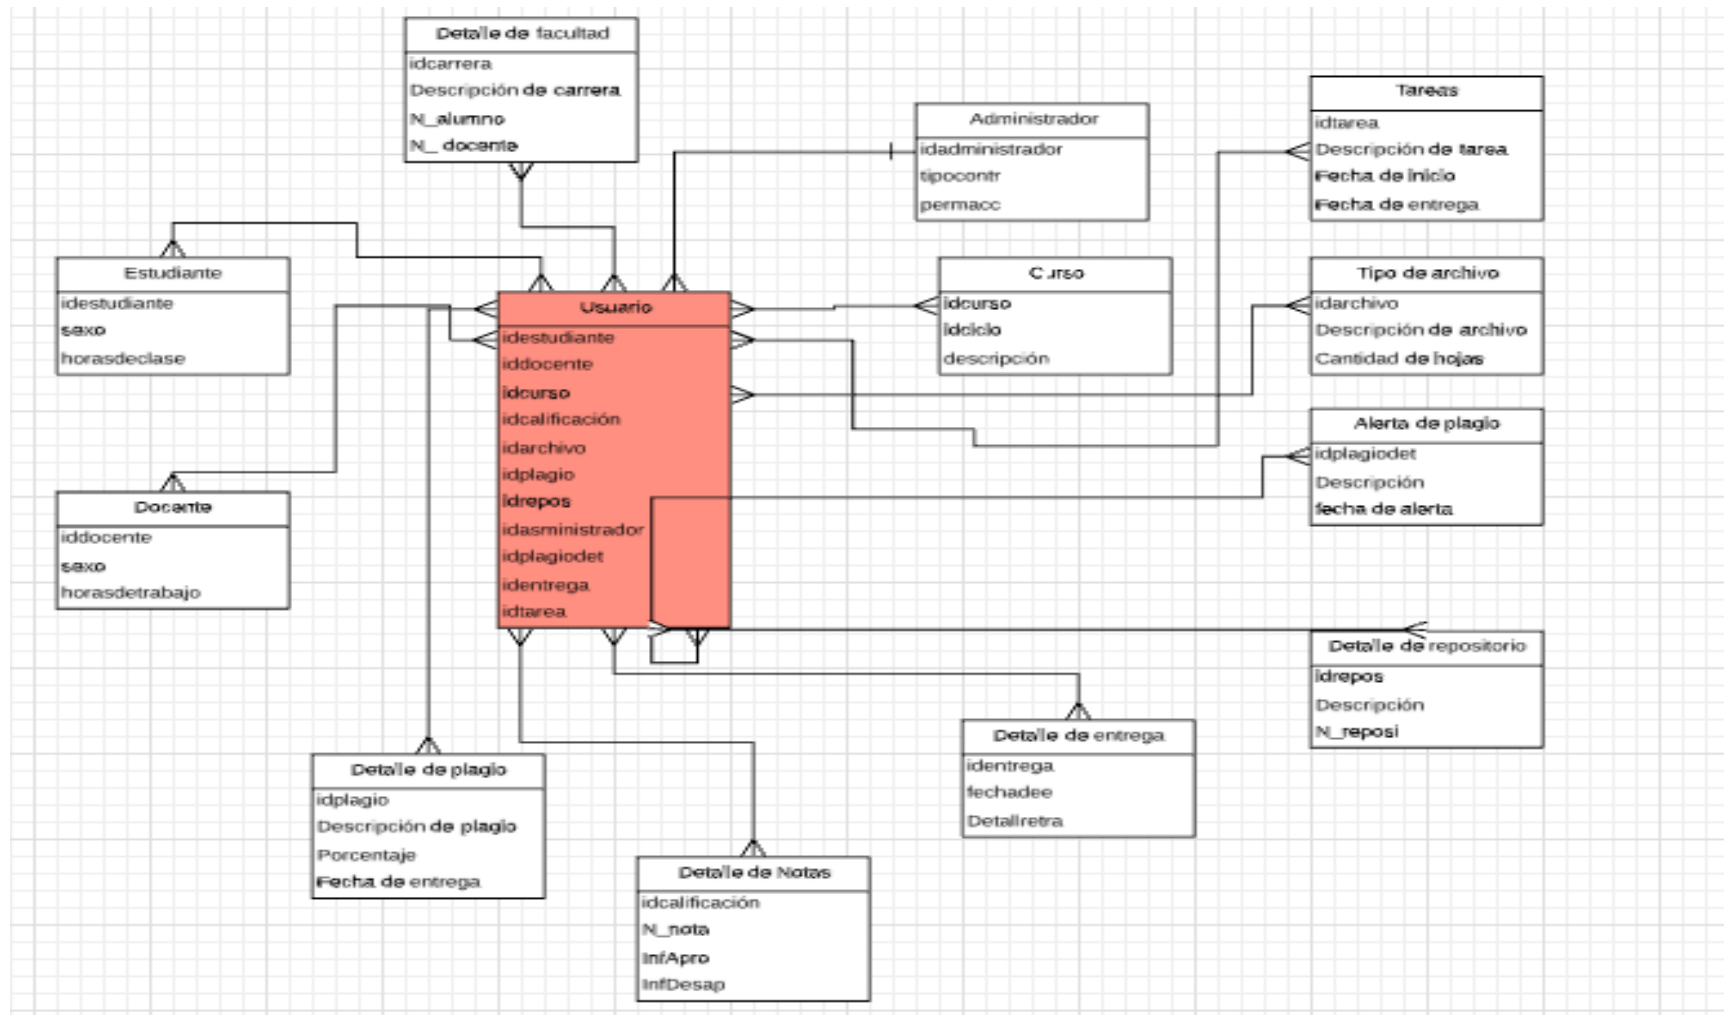 Detalle de facultad
idcarrera
Descripción de carrera
N_alumno
N_ docente
Administrador
idadministrador
tipocontr
permacc
Tareas
idtarea
Descripción de tarea
Fecha de inicio
Fecha de entrega
Estudiante
idestudiante
sexo
horasdeclase
Usuario
idestudiante
iddocente
idcurso
idcalificación
idarchivo
idplagio
idrepos
idasministrador
idplagiodet
identrega
idtarea
Curso
idcurso
idciclo
descripción
Tipo de archivo
idarchivo
Descripción de archivo
Cantidad de hojas
Alerta de plagio
idplagiodet
Descripción
fecha de alerta
Docente
iddocente
sexo
horasdetrabajo
Detalle de repositorio
idrepos
Descripción
N_reposi
Detalle de entrega
identrega
fechadee
Detallretra
Detalle de plagio
idplagio
Descripción de plagio
Porcentaje
Fecha de entrega
Detalle de Notas
idcalificación
N_nota
InfApro
InfDesap